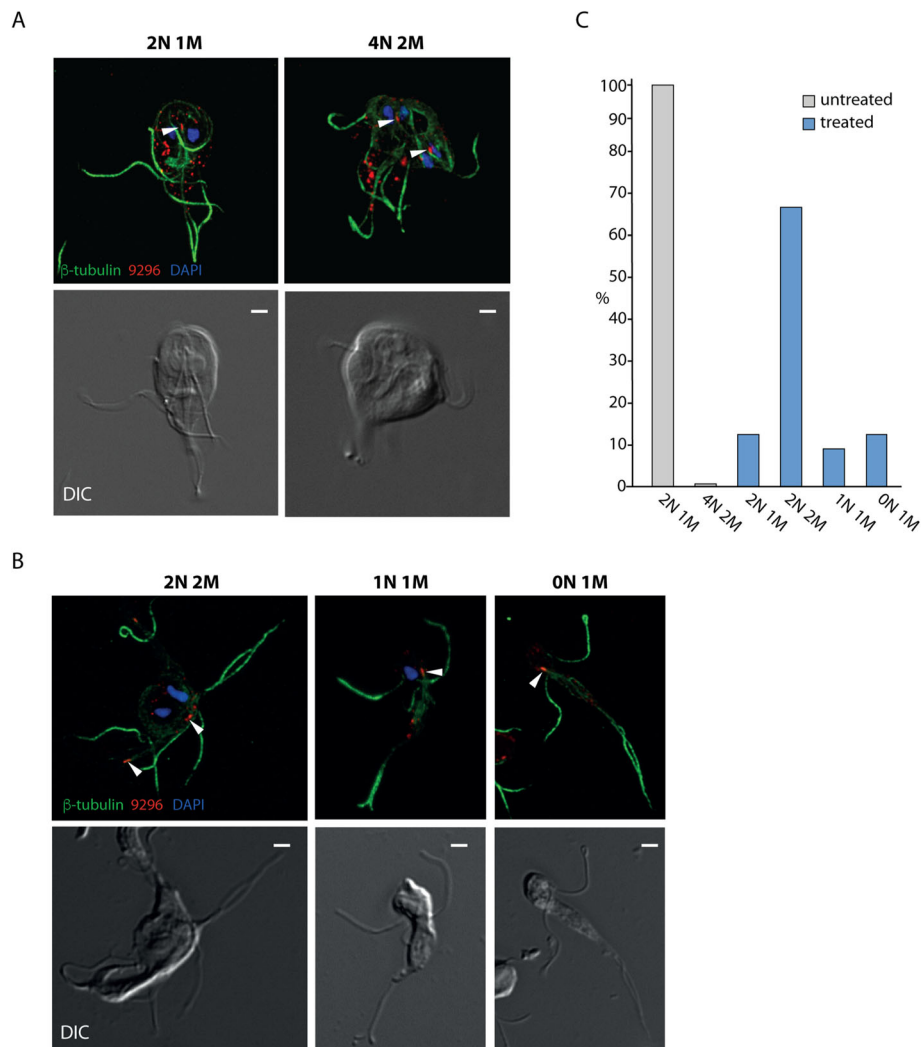 A
2N 1M
4N 2M
β-tubulin 9296 DAPI
DIC
C
untreated
treated
100
90
80
70
60
50
%
40
30
20
10
0
2N 1M
4N 2M
2N 1M
2N 2M
1N 1M
0N 1M
B
2N 2M
1N 1M
0N 1M
β-tubulin 9296 DAPI
DIC